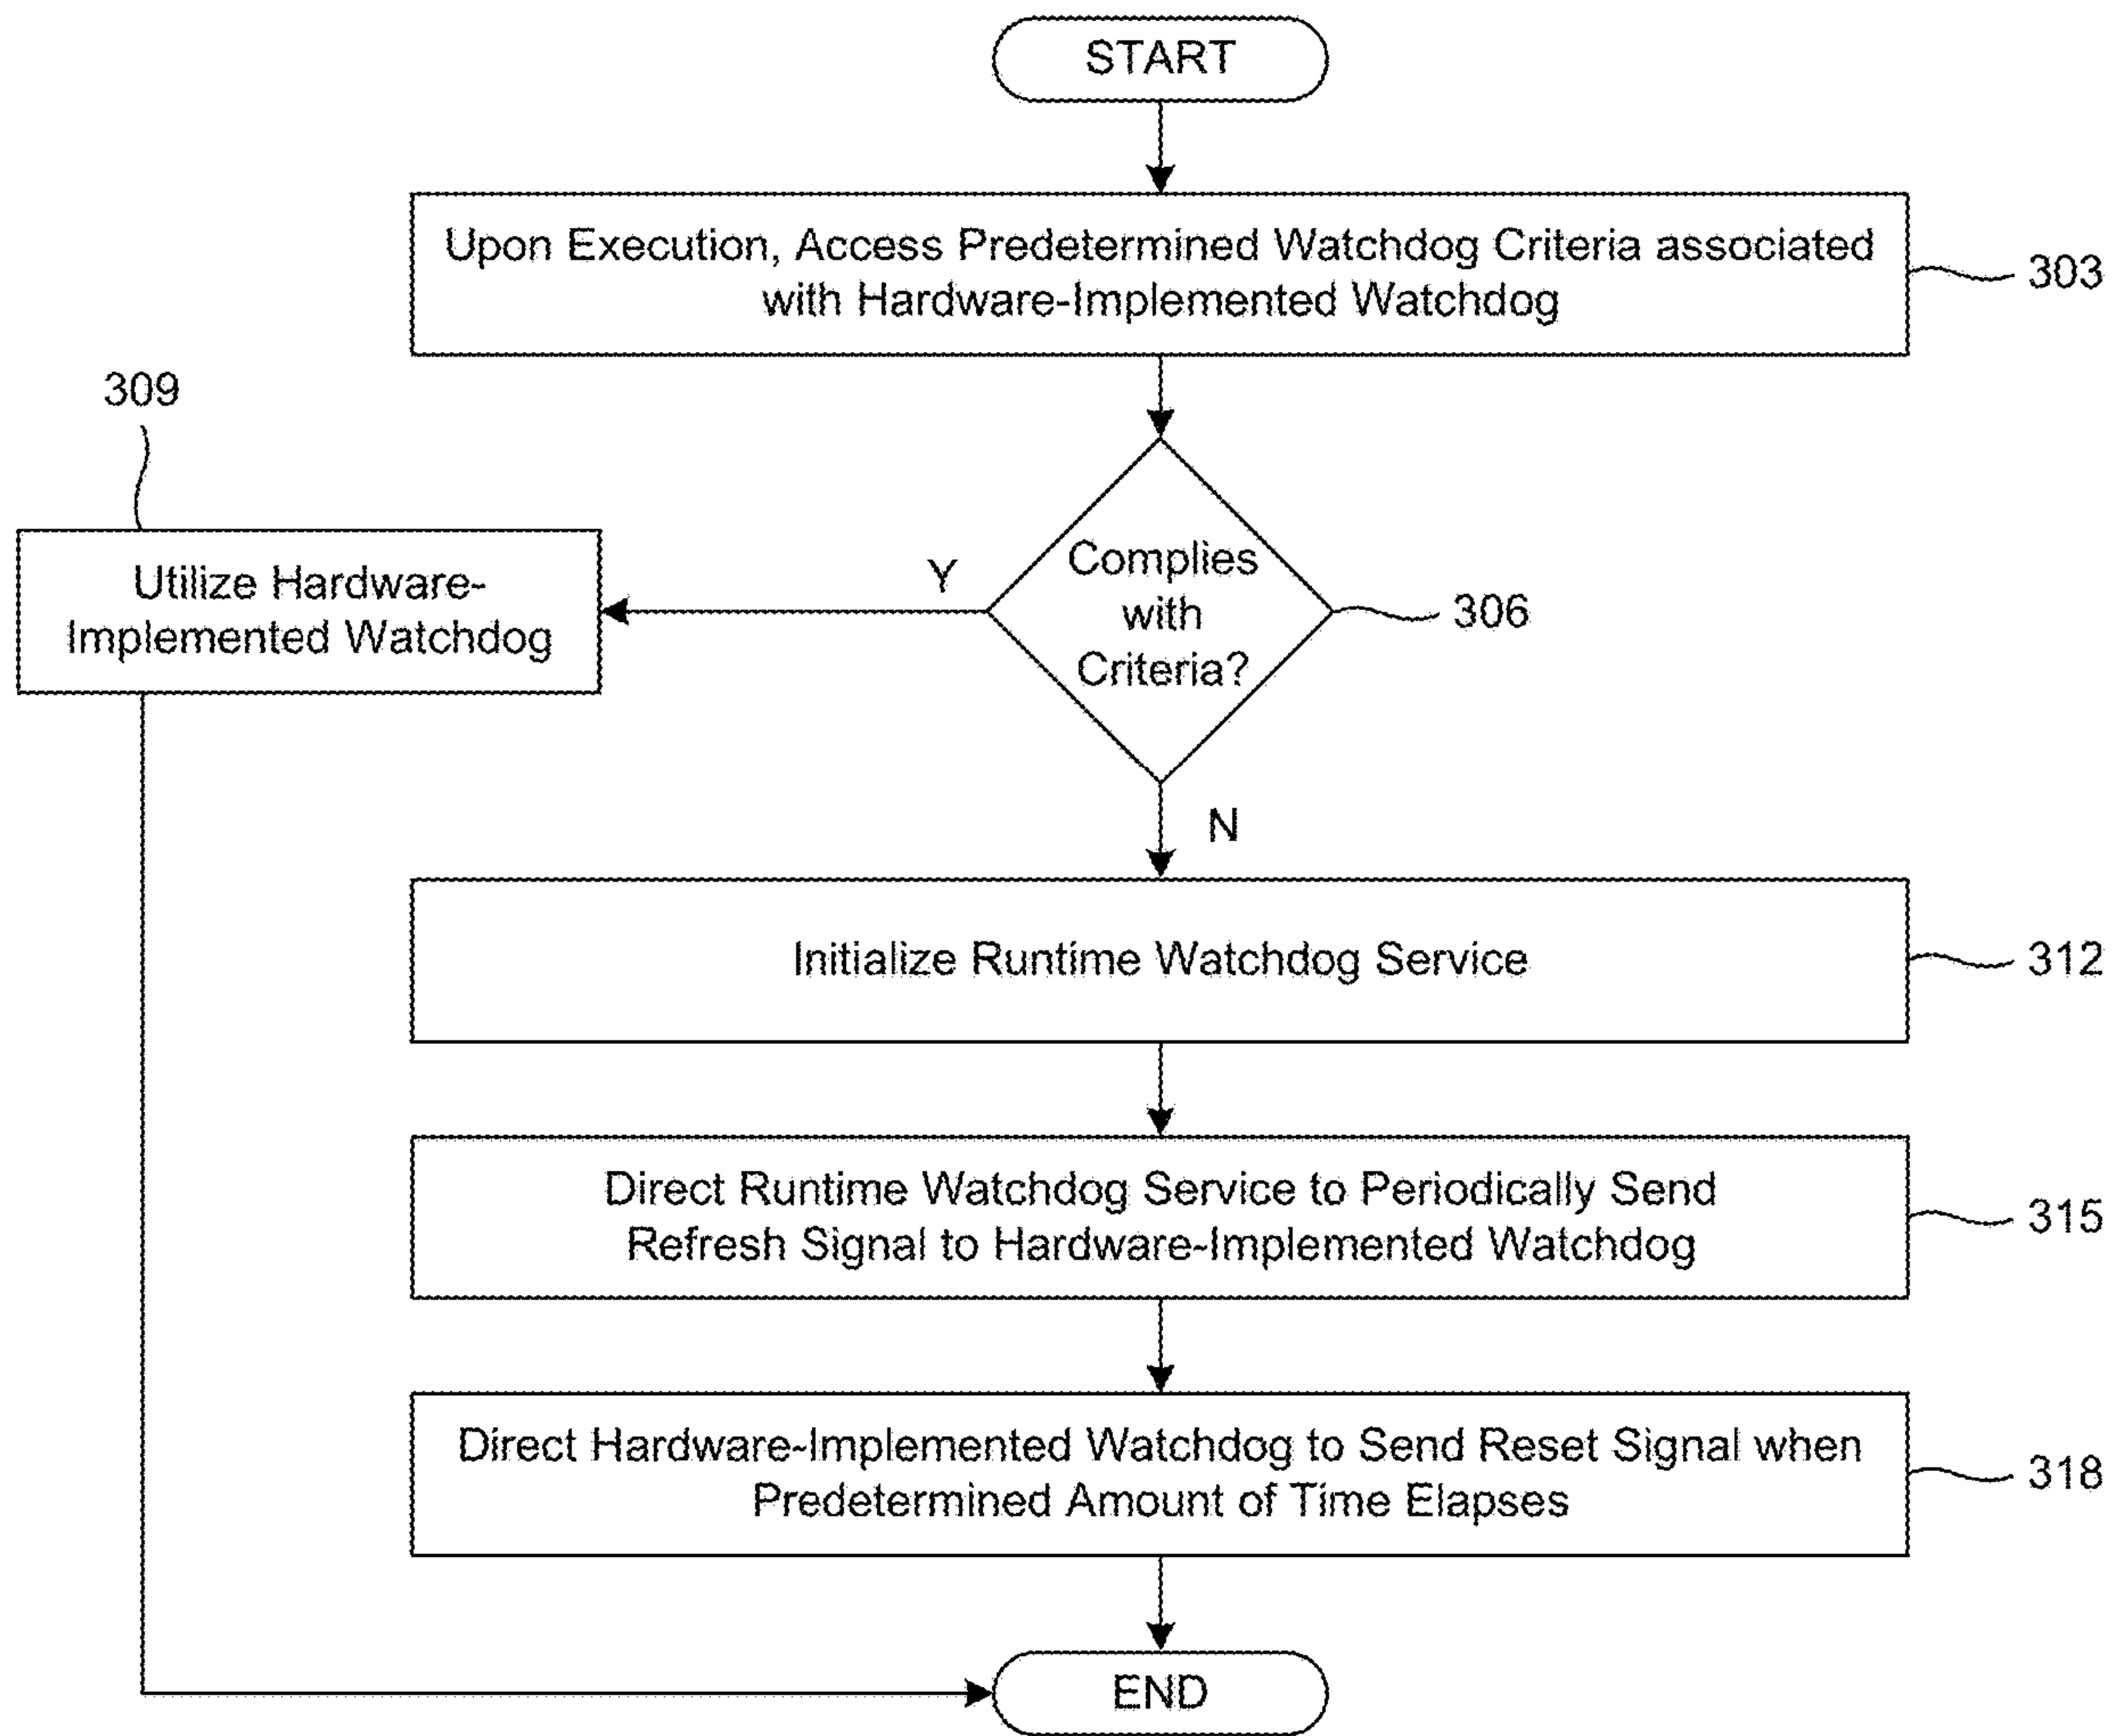 START
Upon Execution, Access Predetermined Watchdog Criteria associated
with Hardware-Implemented Watchdog
303
309
Utilize Hardware-
Implemented Watchdog
Y
Complies
with
Criteria?
306
N
Initialize Runtime Watchdog Service
312
Direct Runtime Watchdog Service to Periodically Send
Refresh Signal to Hardware-Implemented Watchdog
315
Direct Hardware-Implemented Watchdog to Send Reset Signal when
Predetermined Amount of Time Elapses
318
END